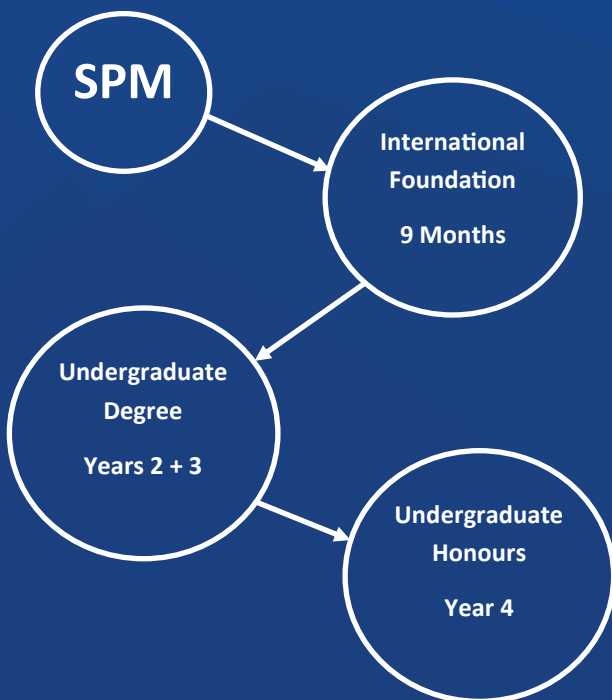 SPM
International
Foundation
9 Months
Undergraduate
Degree
Years 2 + 3
Undergraduate
Honours
Year 4